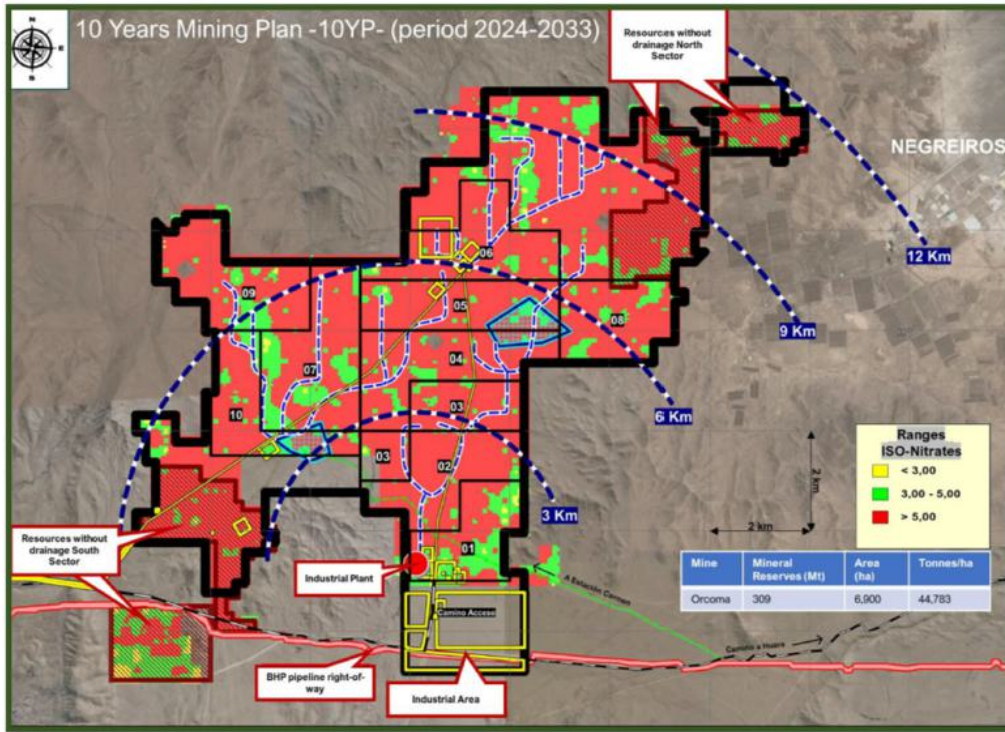 10 Years Mining Plan -10YP- (period 2024-2033)
N
E
S
Resources without
drainage North
Sector
NEGREIROS
12 Km
9 Km
6 Km
3 Km
06
09
05
08
04
07
03
10
03
02
01
Ranges
ISO-Nitrates
< 3,00
3,00 - 5,00
> 5,00
2 km
2 km
Resources without
drainage South
Sector
Industrial Plant
Camino Acceso
A Estación Carmen
Camino a Huara
BHP pipeline right-of-
way
Industrial Area
Mine Mineral Reserves (Mt) Area (ha) Tonnes/ha
Orcoma 309 6,900 44,783